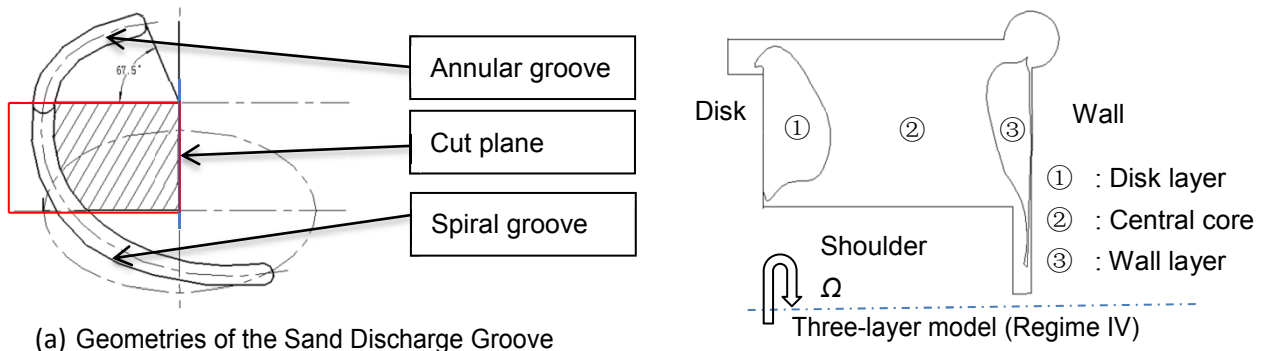 Annular groove
67.5°
Cut plane
Spiral groove
(a) Geometries of the Sand Discharge Groove
Disk
①
②
③
Wall
① : Disk layer
② : Central core
③ : Wall layer
Shoulder
Ω
Three-layer model (Regime IV)